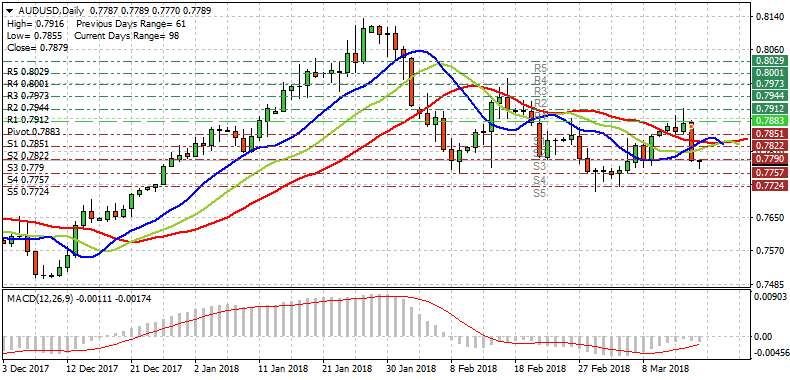 AUDUSD,Daily 0.7787 0.7789 0.7770 0.7789
High= 0.7916 Previous Days Range= 61
Low= 0.7855 Current Days Range= 98
Close= 0.7879
R5 0.8029
R4 0.8001
R3 0.7973
R2 0.7944
R1 0.7912
Pivot 0.7883
S1 0.7851
S2 0.7822
S3 0.779
S4 0.7757
S5 0.7724
R5
R4
R3
R2
S3
S4
S5
0.8140
0.8060
0.8029
0.8001
0.7973
0.7944
0.7912
0.7883
0.7851
0.7822
0.7790
0.7757
0.7724
0.7650
0.7570
0.7485
MACD(12,26,9) -0.00111 -0.00174
0.00903
0.00
-0.00456
3 Dec 2017
12 Dec 2017
21 Dec 2017
2 Jan 2018
11 Jan 2018
21 Jan 2018
30 Jan 2018
8 Feb 2018
18 Feb 2018
27 Feb 2018
8 Mar 2018